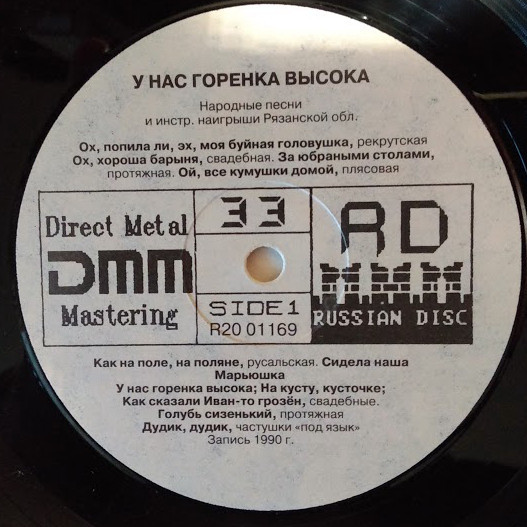 У НАС ГОРЕНКА ВЫСОКА
Народные песни
и инстр. наигрыши Рязанской обл.
Ох, попила ли, эх, моя буйная головушка, рекрутская
Ох, хороша барыня, свадебная. За юбраными столами,
протяжная. Ой, все кумушки домой, плясовая
Direct Metal
DMM
Mastering
33
SIDE 1
R20 01169
RD
RUSSIAN DISC
Как на поле, на поляне, русальская. Сидела наша
Марьюшка
У нас горенка высока; На кусту, кусточке;
Как сказали Иван-то грозён, свадебные.
Голубь сизенький, протяжная
Дудик, дудик, частушки «под язык»
Запись 1990 г.